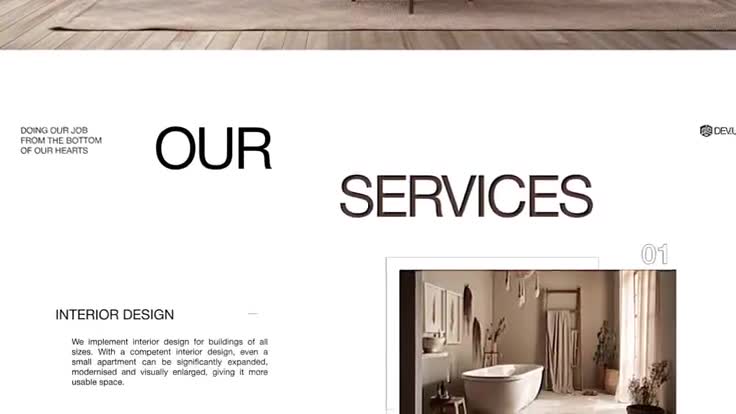 DOING OUR JOB
FROM THE BOTTOM
OF OUR HEARTS
OUR
SERVICES
01
INTERIOR DESIGN
We implement interior design for buildings of all
sizes. With a competent interior design, even a
small apartment can be significantly expanded,
modernised and visually enlarged, giving it more
usable space.